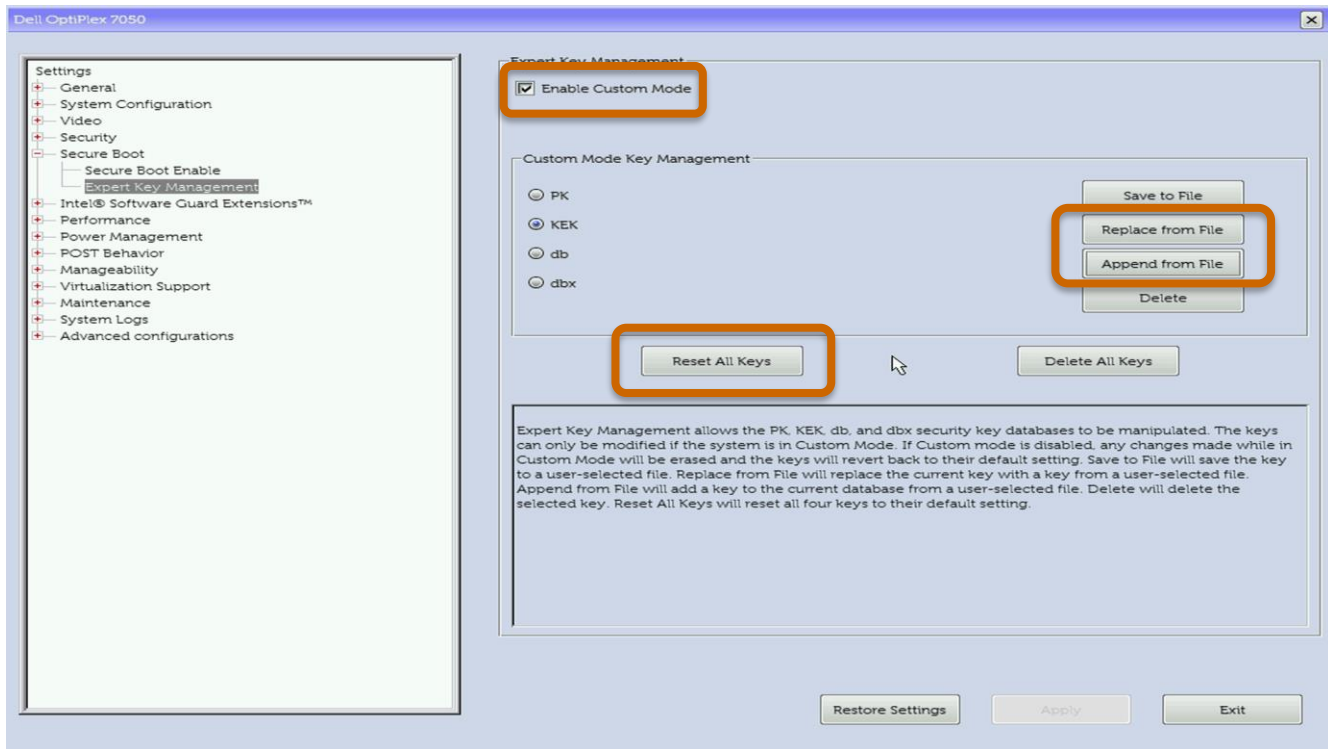 Dell OptiPlex 7050
Settings
General
System Configuration
Video
Security
Secure Boot
Secure Boot Enable
Expert Key Management
Intel® Software Guard Extensions™
Performance
Power Management
POST Behavior
Manageability
Virtualization Support
Maintenance
System Logs
Advanced configurations
Expert Key Management
Enable Custom Mode
Custom Mode Key Management
PK
KEK
db
dbx
Save to File
Replace from File
Append from File
Delete
Reset All Keys
Delete All Keys
Expert Key Management allows the PK, KEK, db, and dbx security key databases to be manipulated. The keys
can only be modified if the system is in Custom Mode. If Custom mode is disabled, any changes made while in
Custom Mode will be erased and the keys will revert back to their default setting. Save to File will save the key
to a user-selected file. Replace from File will replace the current key with a key from a user-selected file.
Append from File will add a key to the current database from a user-selected file. Delete will delete the
selected key. Reset All Keys will reset all four keys to their default setting.
Restore Settings
Apply
Exit